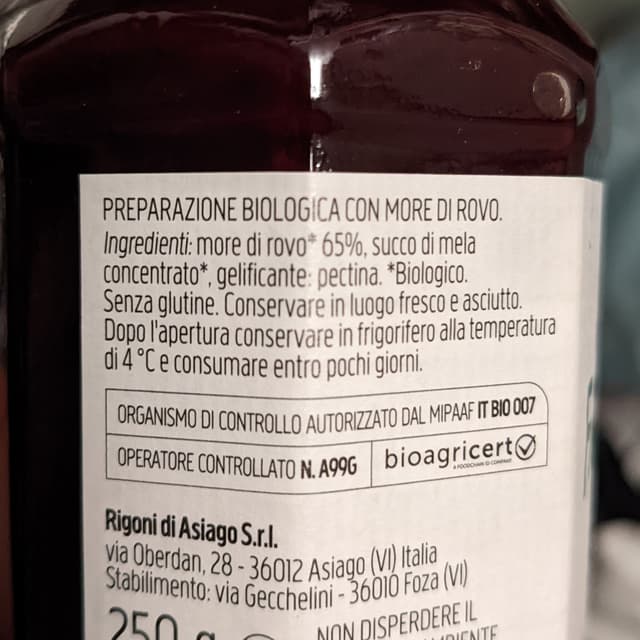 PREPARAZIONE BIOLOGICA CON MORE DI ROVO.
Ingredienti: more di rovo* 65%, succo di mela
concentrato*, gelificante: pectina. *Biologico.
Senza glutine. Conservare in luogo fresco e asciutto.
Dopo l'apertura conservare in frigorifero alla temperatura
di 4 °C e consumare entro pochi giorni.
ORGANISMO DI CONTROLLO AUTORIZZATO DAL MIPAAF IT BIO 007
OPERATORE CONTROLLATO N. A99G
bioagricert
A FOODCHAIN ID COMPANY
Rigoni di Asiago S.r.l.
via Oberdan, 28 - 36012 Asiago (VI) Italia
Stabilimento: via Gecchelini - 36010 Foza (VI)
250 g
NON DISPERDERE IL